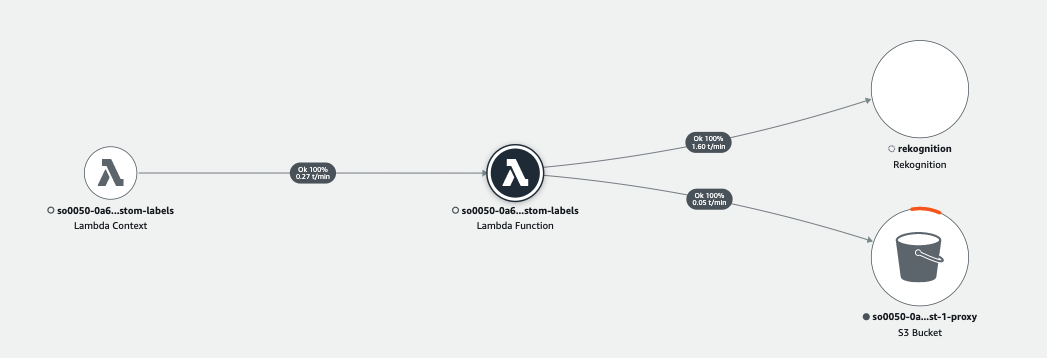 so0050-0a6...stom-labels
Lambda Context
Ok 100%
0.27 t/min
so0050-0a6...stom-labels
Lambda Function
Ok 100%
1.60 t/min
Ok 100%
0.05 t/min
rekognition
Rekognition
so0050-0a...st-1-proxy
S3 Bucket